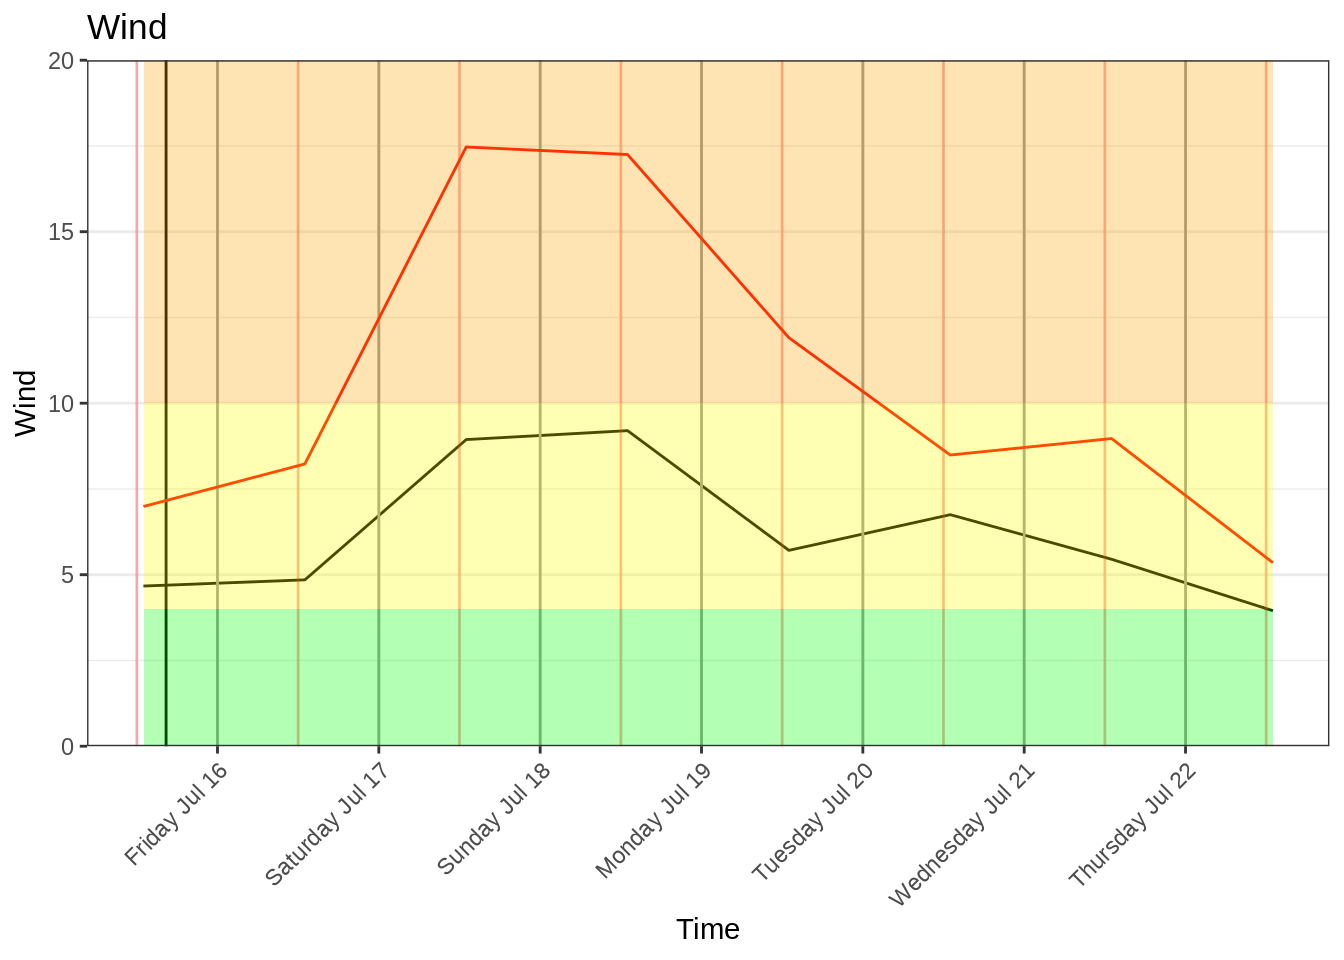 Wind
20
15
10
5
0
Wind
Friday Jul 16
Saturday Jul 17
Sunday Jul 18
Monday Jul 19
Tuesday Jul 20
Wednesday Jul 21
Thursday Jul 22
Time